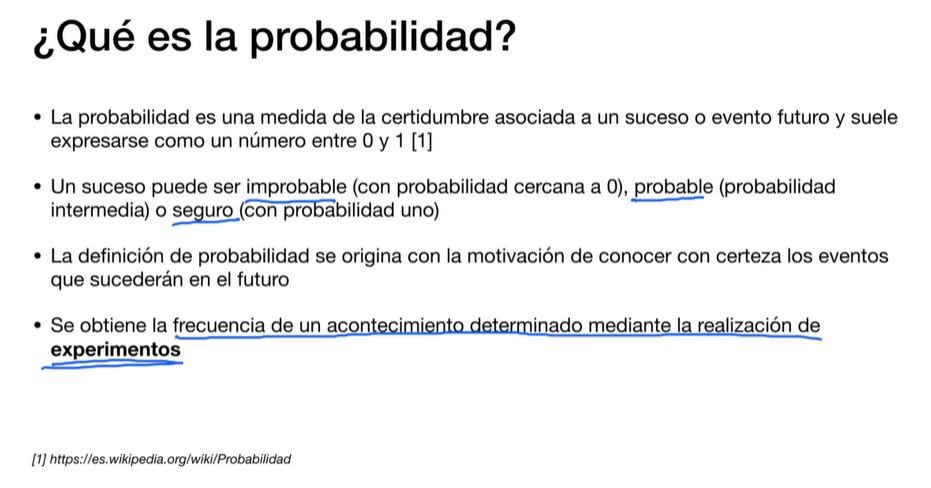 ¿Qué es la probabilidad?
• La probabilidad es una medida de la certidumbre asociada a un suceso o evento futuro y suele
expresarse como un número entre 0 y 1 [1]
• Un suceso puede ser improbable (con probabilidad cercana a 0), probable (probabilidad
intermedia) o seguro (con probabilidad uno)
• La definición de probabilidad se origina con la motivación de conocer con certeza los eventos
que sucederán en el futuro
• Se obtiene la frecuencia de un acontecimiento determinado mediante la realización de
experimentos
[1] https://es.wikipedia.org/wiki/Probabilidad